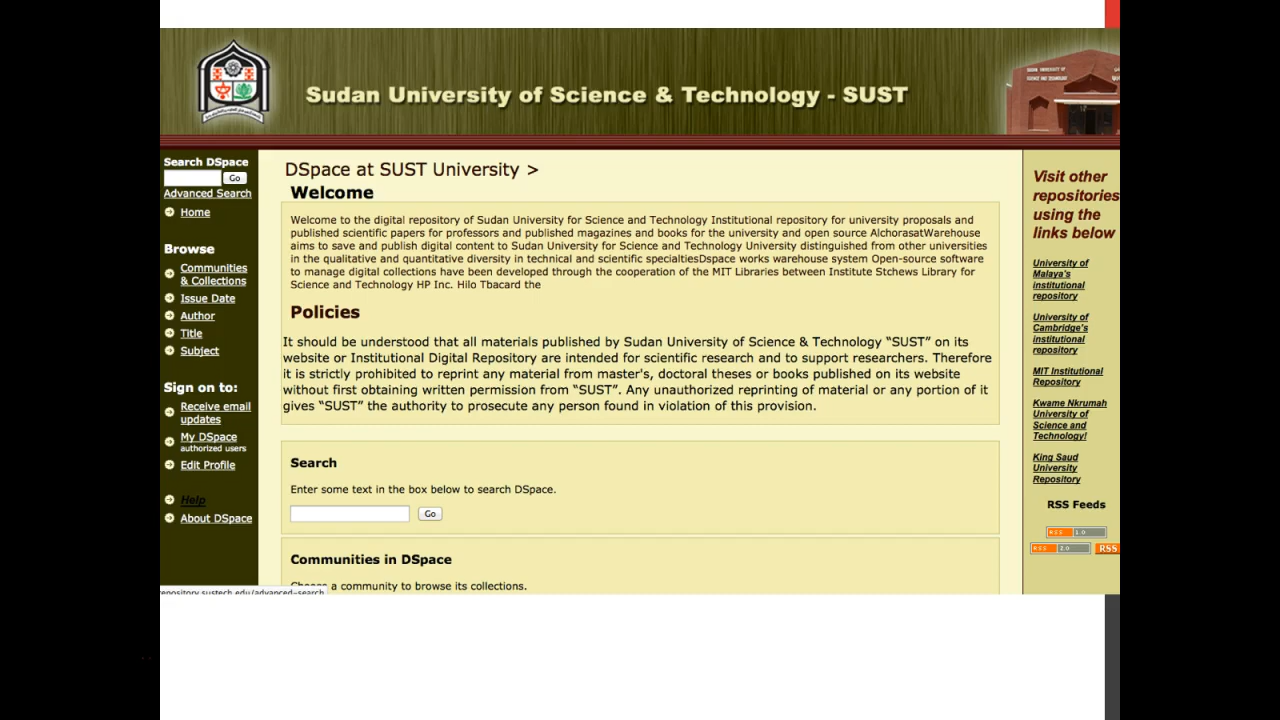 Sudan University of Science & Technology - SUST
Search DSpace
Go
Advanced Search
Home
Browse
Communities
& Collections
Issue Date
Author
Title
Subject
Sign on to:
Receive email
updates
My DSpace
authorized users
Edit Profile
Help
About DSpace
repository.sustech.edu/advanced-search
DSpace at SUST University >
Welcome
Welcome to the digital repository of Sudan University for Science and Technology Institutional repository for university proposals and
published scientific papers for professors and published magazines and books for the university and open source AlchorasatWarehouse
aims to save and publish digital content to Sudan University for Science and Technology University distinguished from other universities
in the qualitative and quantitative diversity in technical and scientific specialtiesDspace works warehouse system Open-source software
to manage digital collections have been developed through the cooperation of the MIT Libraries between Institute Stchews Library for
Science and Technology HP Inc. Hilo Tbacard the
Policies
It should be understood that all materials published by Sudan University of Science & Technology “SUST” on its
website or Institutional Digital Repository are intended for scientific research and to support researchers. Therefore
it is strictly prohibited to reprint any material from master's, doctoral theses or books published on its website
without first obtaining written permission from “SUST”. Any unauthorized reprinting of material or any portion of it
gives “SUST” the authority to prosecute any person found in violation of this provision.
Search
Enter some text in the box below to search DSpace.
Go
Communities in DSpace
Choose a community to browse its collections.
SUDAN UNIVERSITY OF
SCIENCE AND TECHNOLOGY
Visit other
repositories
using the
links below
University of
Malaya's
institutional
repository
University of
Cambridge's
institutional
repository
MIT Institutional
Repository
Kwame Nkrumah
University of
Science and
Technology!
King Saud
University
Repository
RSS Feeds
RSS 1.0
RSS 2.0
RSS